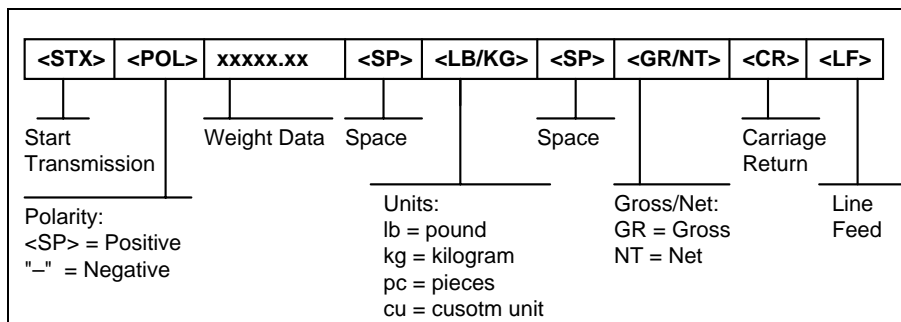 <STX> <POL> xxxxx.xx <SP> <LB/KG> <SP> <GR/NT> <CR> <LF>
Start
Transmission
Weight Data
Space
Space
Carriage
Return
Polarity:
<SP> = Positive
"–" = Negative
Units:
lb = pound
kg = kilogram
pc = pieces
cu = cusotm unit
Gross/Net:
GR = Gross
NT = Net
Line
Feed